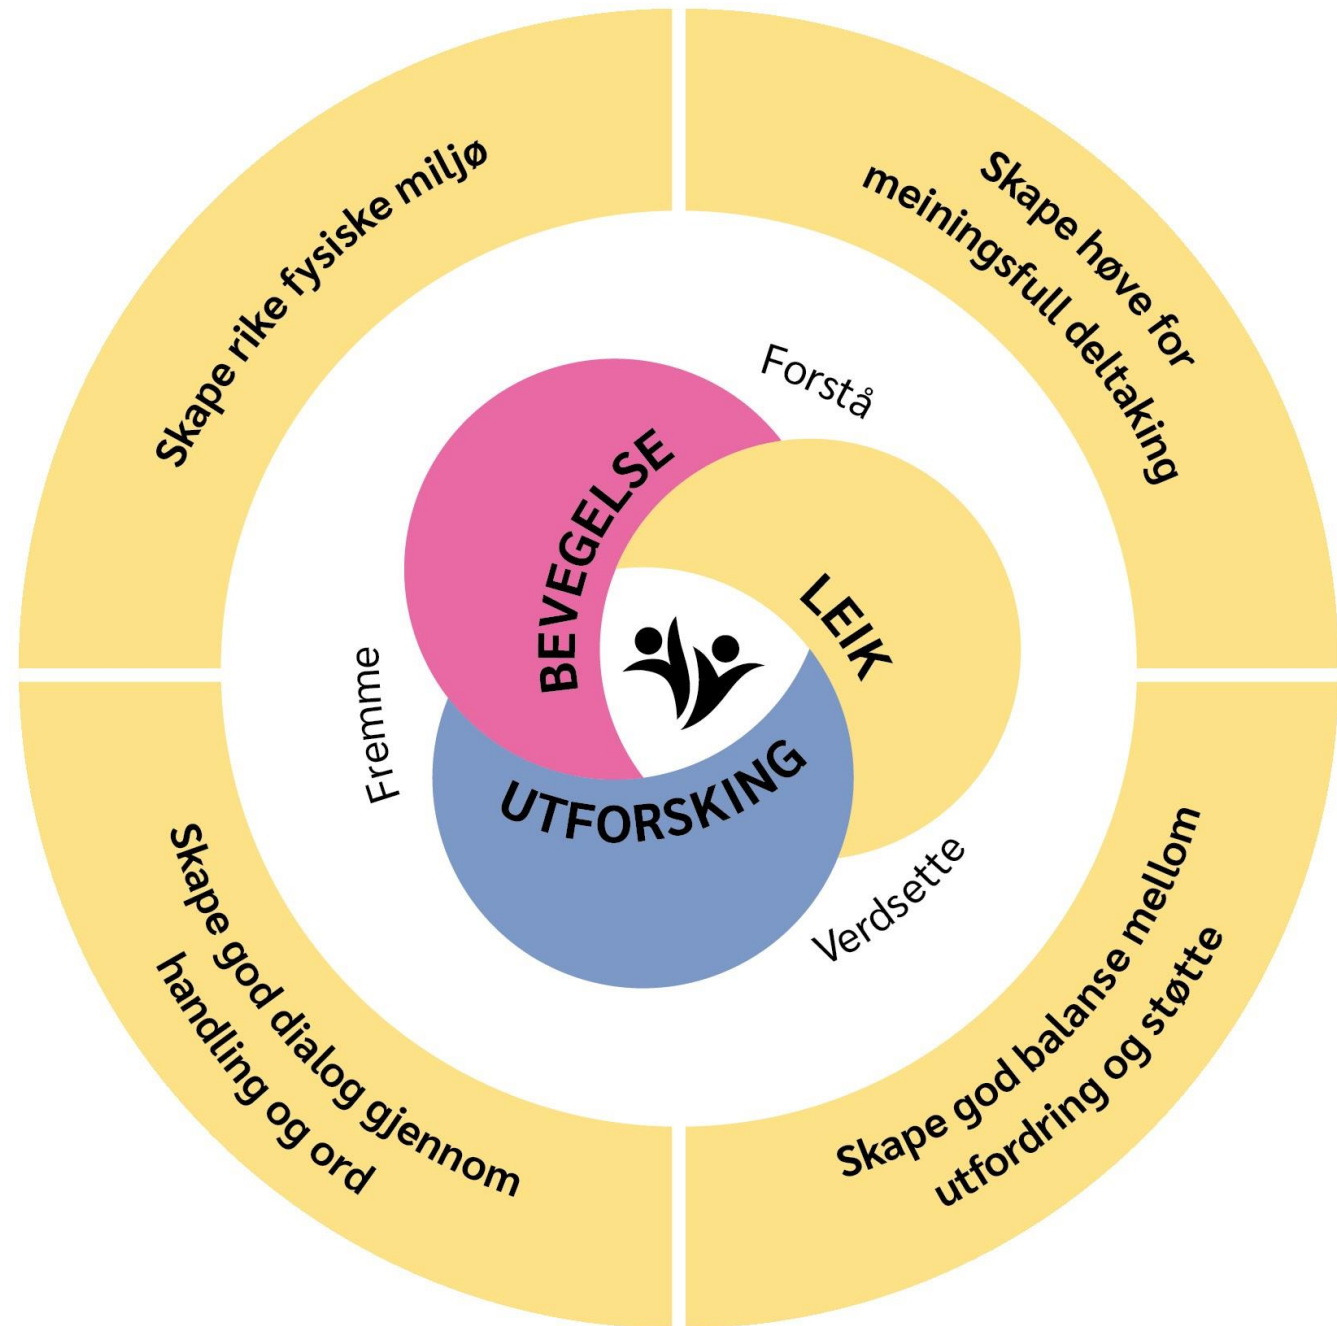 Skape rike fysiske miljø
Skape høve for
meiningsfull deltaking
Forstå
BEVEGELSE
LEIK
UTFORSKING
Fremme
Verdsette
Skape god dialog gjennom
handling og ord
Skape god balanse mellom
utfordring og støtte